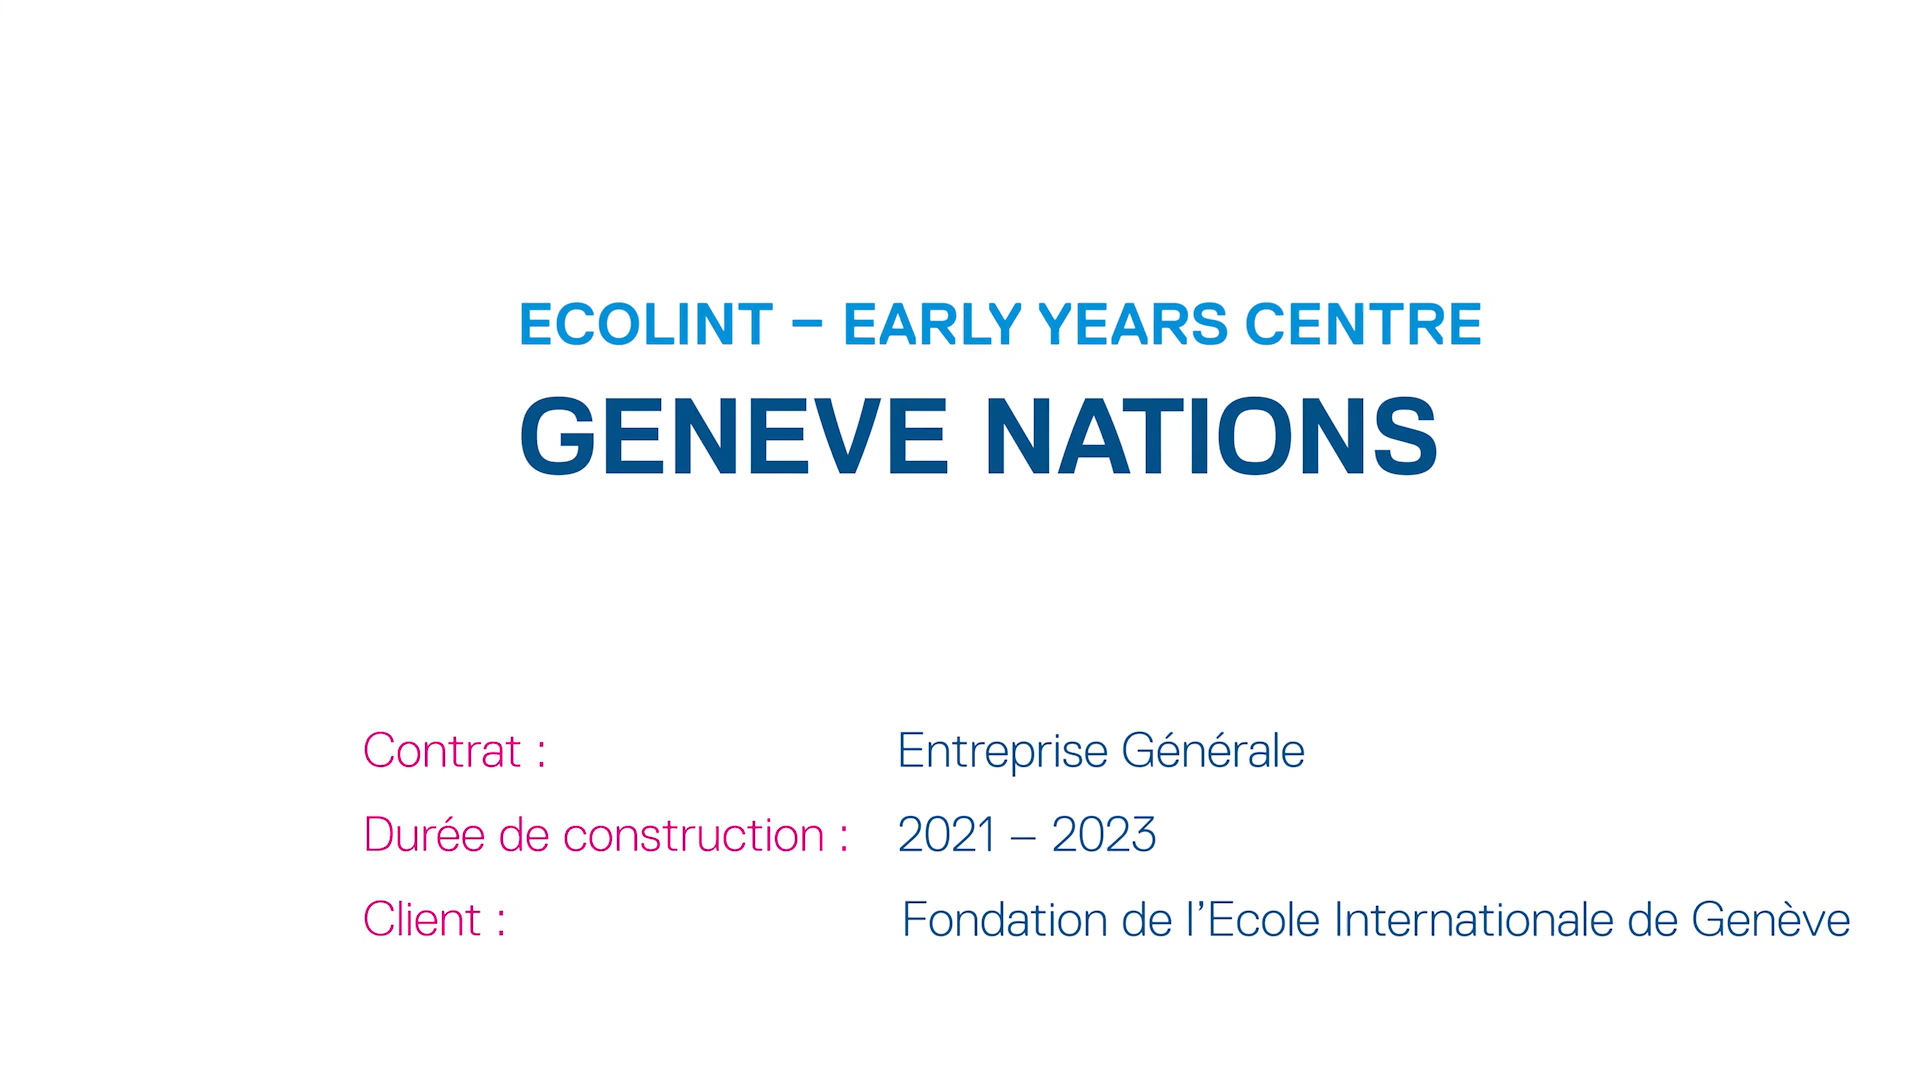 ECOLINT – EARLY YEARS CENTRE
GENEVE NATIONS
Contrat : Entreprise Générale
Durée de construction : 2021 – 2023
Client : Fondation de l’Ecole Internationale de Genève